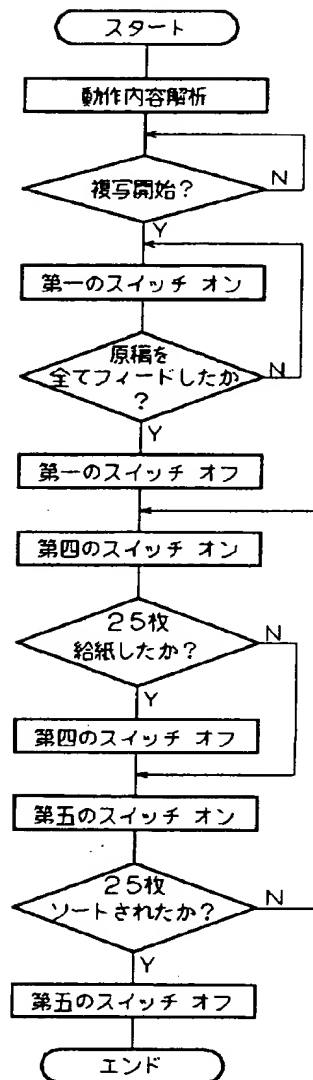 スタート
動作内容解析
複写開始?
N
Y
第一のスイッチ オン
原稿を
全てフィードしたか
?
N
Y
第一のスイッチ オフ
第四のスイッチ オン
25枚
給紙したか?
N
Y
第四のスイッチ オフ
第五のスイッチ オン
25枚
ソートされたか?
N
Y
第五のスイッチ オフ
エンド